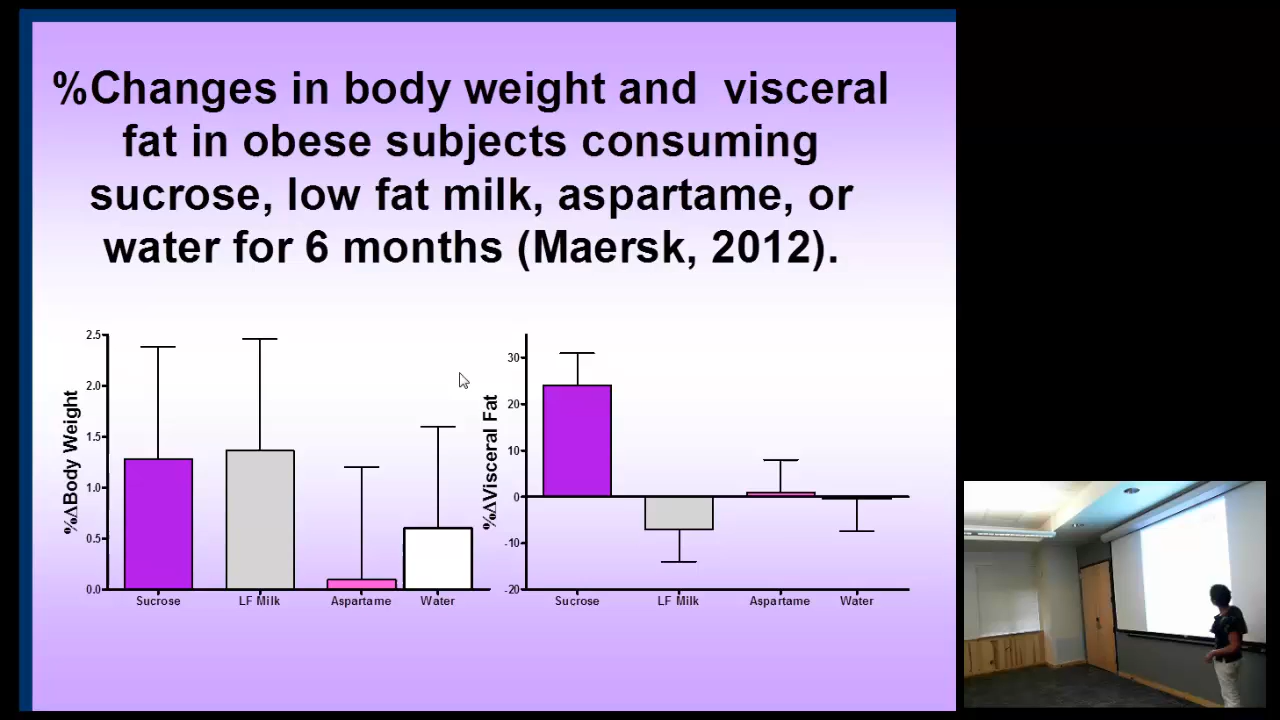 %Changes in body weight and visceral
fat in obese subjects consuming
sucrose, low fat milk, aspartame, or
water for 6 months (Maersk, 2012).
%ΔBody Weight
2.5
2.0
1.5
1.0
0.5
0.0
Sucrose LF Milk Aspartame Water
%ΔVisceral Fat
30
20
10
0
-10
-20
Sucrose LF Milk Aspartame Water